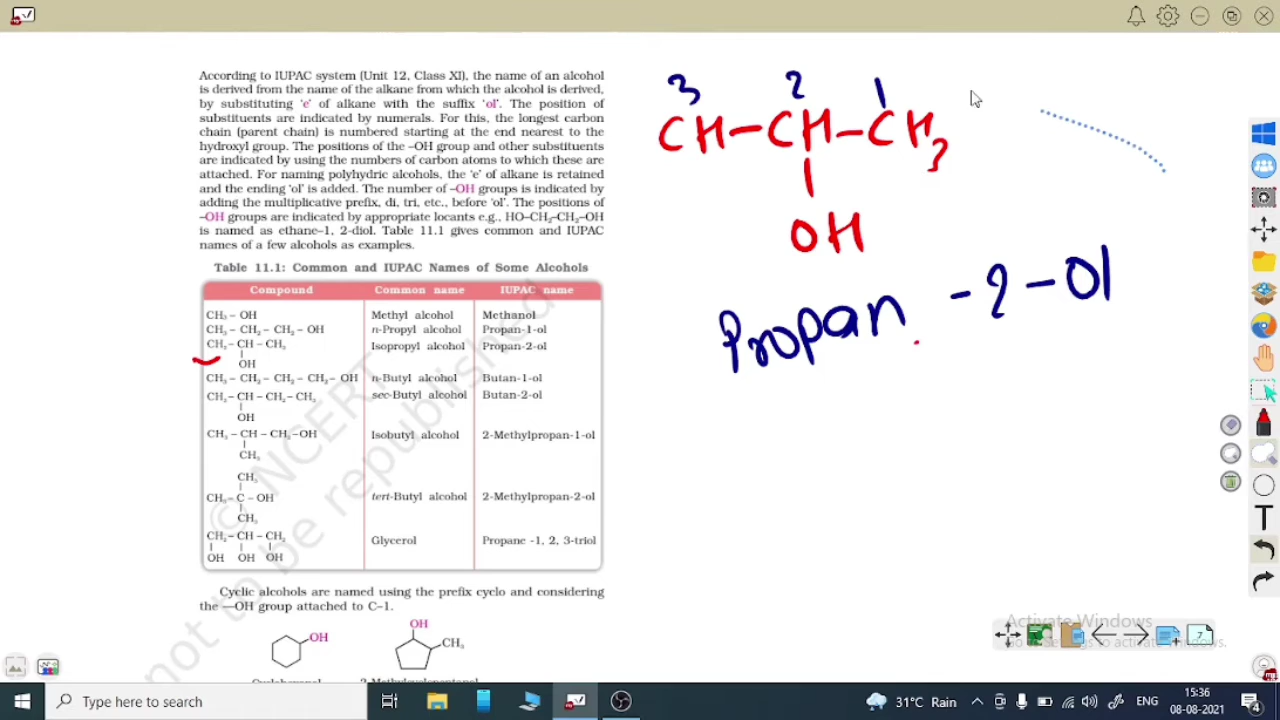 According to IUPAC system (Unit 12, Class XI), the name of an alcohol
is derived from the name of the alkane from which the alcohol is derived,
by substituting 'e' of alkane with the suffix 'ol'. The position of
substituents are indicated by numerals. For this, the longest carbon
chain (parent chain) is numbered starting at the end nearest to the
hydroxyl group. The positions of the –OH group and other substituents
are indicated by using the numbers of carbon atoms to which these are
attached. For naming polyhydric alcohols, the 'e' of alkane is retained
and the ending 'ol' is added. The number of –OH groups is indicated by
adding the multiplicative prefix, di, tri, etc., before 'ol'. The positions of
–OH groups are indicated by appropriate locants e.g., HO–CH₂–CH₂–OH
is named as ethane–1, 2-diol. Table 11.1 gives common and IUPAC
names of a few alcohols as examples.
Table 11.1: Common and IUPAC Names of Some Alcohols
Compound Common name IUPAC name
CH₃ – OH Methyl alcohol Methanol
CH₃ – CH₂ – CH₂ – OH n-Propyl alcohol Propan-1-ol
CH₃ – CH – CH₃ Isopropyl alcohol Propan-2-ol
OH
CH₃ – CH₂ – CH₂ – CH₂ – OH n-Butyl alcohol Butan-1-ol
CH₃ – CH – CH₂ – CH₃ sec-Butyl alcohol Butan-2-ol
OH
CH₃ – CH – CH₂ –OH Isobutyl alcohol 2-Methylpropan-1-ol
CH₃
CH₃
CH₃ – C – OH tert-Butyl alcohol 2-Methylpropan-2-ol
CH₃
CH₂ – CH – CH₂ Glycerol Propane -1, 2, 3-triol
OH OH OH
© NCERT
not to be republished
Cyclic alcohols are named using the prefix cyclo and considering
the —OH group attached to C–1.
OH
OH
CH₃
3 2 1
CH–CH–CH3
OH
Propan -2-Ol
Activate Windows
Go to Settings to activate Windows.
7
T
Type here to search
31°C Rain
ENG
15:36
08-08-2021
4